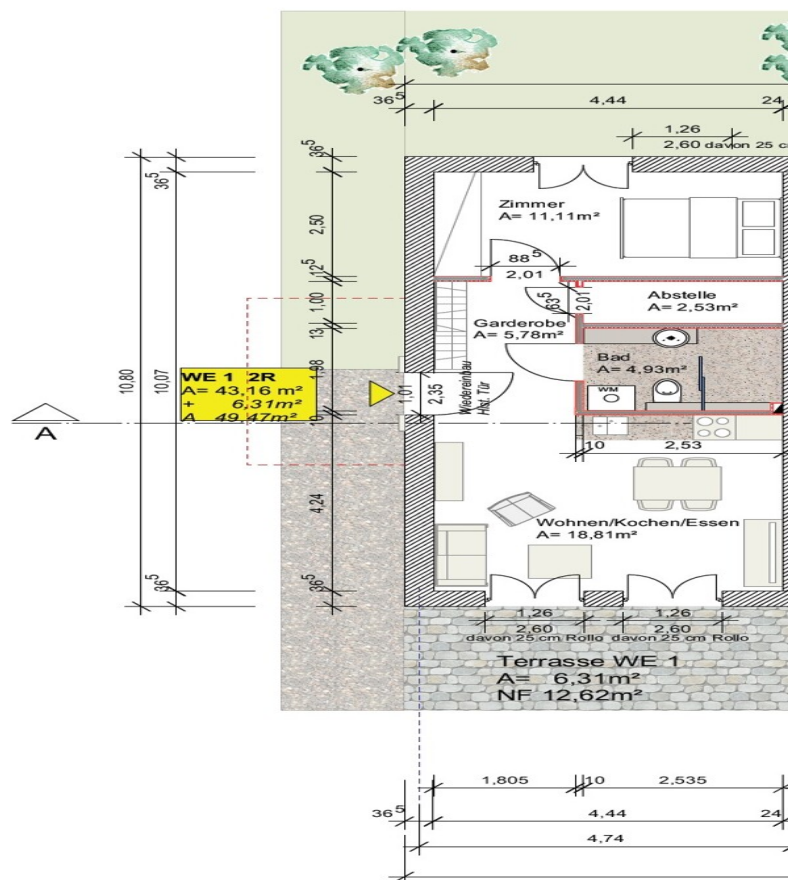 36⁵
4,44
24
1,26
2,60 davon 25 cm
36⁵
36⁵
2,50
12⁵
1,00
13
1,98
10
4,24
36⁵
10,80
10,07
Zimmer
A= 11,11m²
88⁵
2,01
63⁵
2,01
Abstelle
A= 2,53m²
Garderobe
A= 5,78m²
Bad
A= 4,93m²
WM
WE 1 2R
A= 43,16 m²
+ 6,31m²
A 49,47m²
1,01
2,35
Wiedereinbau
Hist. Tür
A
10
2,53
Wohnen/Kochen/Essen
A= 18,81m²
1,26
1,26
2,60
2,60
davon 25 cm Rollo davon 25 cm Rollo
Terrasse WE 1
A= 6,31m²
NF 12,62m²
1,805
10
2,535
36⁵
4,44
24
4,74